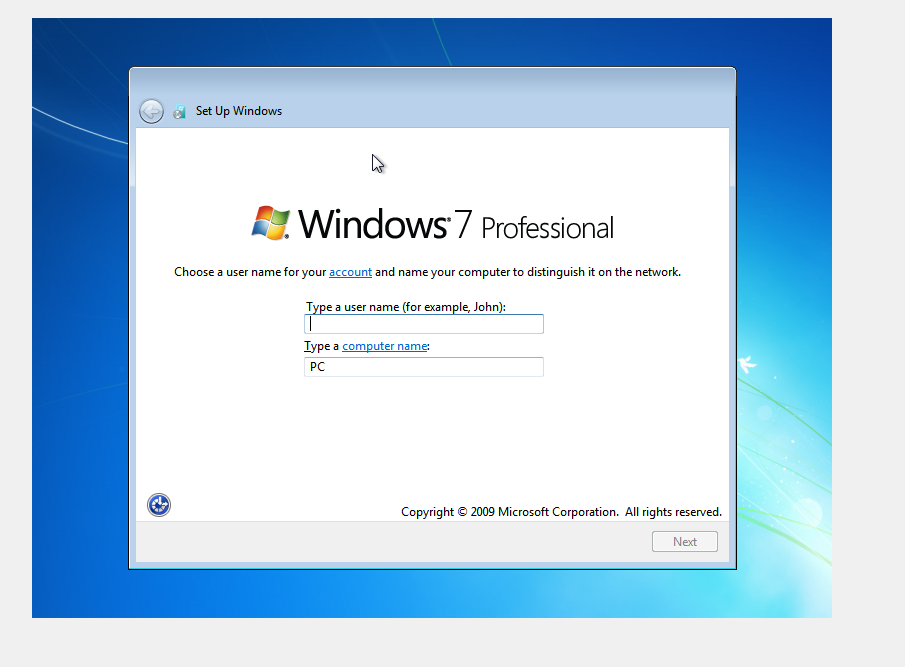 Set Up Windows
Windows® 7 Professional
Choose a user name for your account and name your computer to distinguish it on the network.
Type a user name (for example, John):
Type a computer name:
PC
Copyright © 2009 Microsoft Corporation.  All rights reserved.
Next